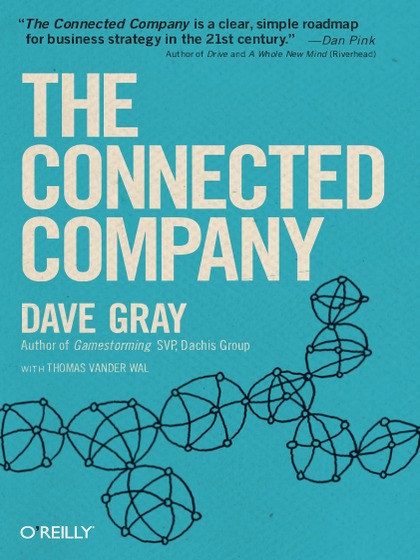 “The Connected Company is a clear, simple roadmap
for business strategy in the 21st century.” —Dan Pink
Author of Drive and A Whole New Mind (Riverhead)
THE
CONNECTED
COMPANY
DAVE GRAY
Author of Gamestorming SVP, Dachis Group
WITH THOMAS VANDER WAL
O’REILLY™